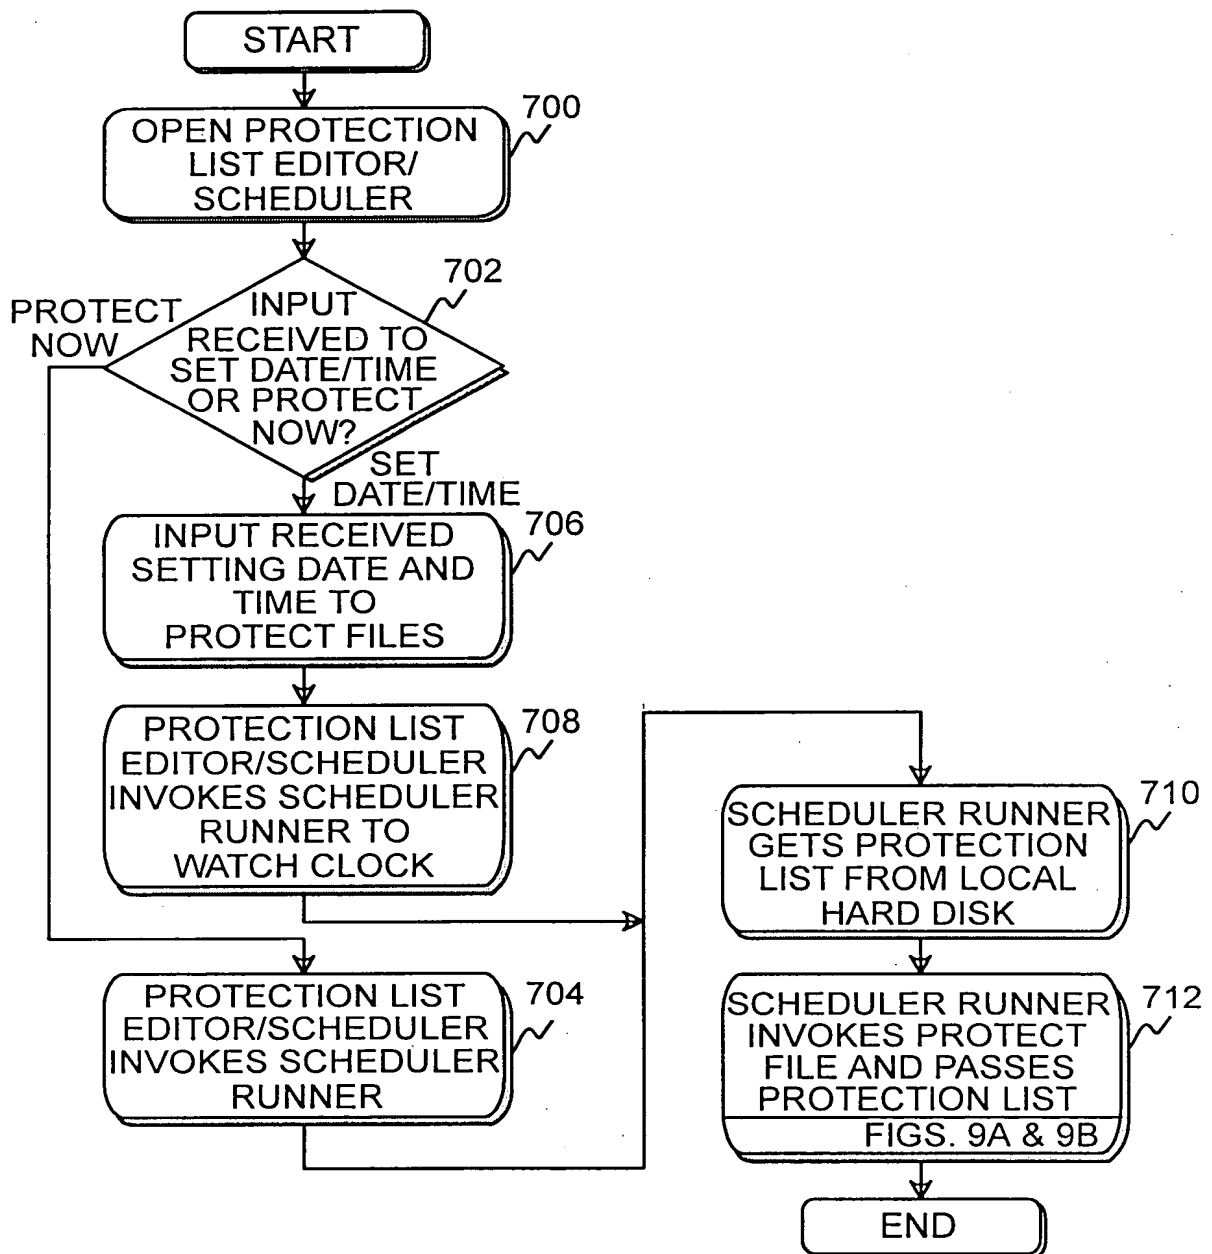 START
OPEN PROTECTION
LIST EDITOR/
SCHEDULER
700
INPUT
RECEIVED TO
SET DATE/TIME
OR PROTECT
NOW?
702
PROTECT
NOW
SET
DATE/TIME
INPUT RECEIVED
SETTING DATE AND
TIME TO
PROTECT FILES
706
PROTECTION LIST
EDITOR/SCHEDULER
INVOKES SCHEDULER
RUNNER TO
WATCH CLOCK
708
PROTECTION LIST
EDITOR/SCHEDULER
INVOKES SCHEDULER
RUNNER
704
SCHEDULER RUNNER
GETS PROTECTION
LIST FROM LOCAL
HARD DISK
710
SCHEDULER RUNNER
INVOKES PROTECT
FILE AND PASSES
PROTECTION LIST
FIGS. 9A & 9B
712
END